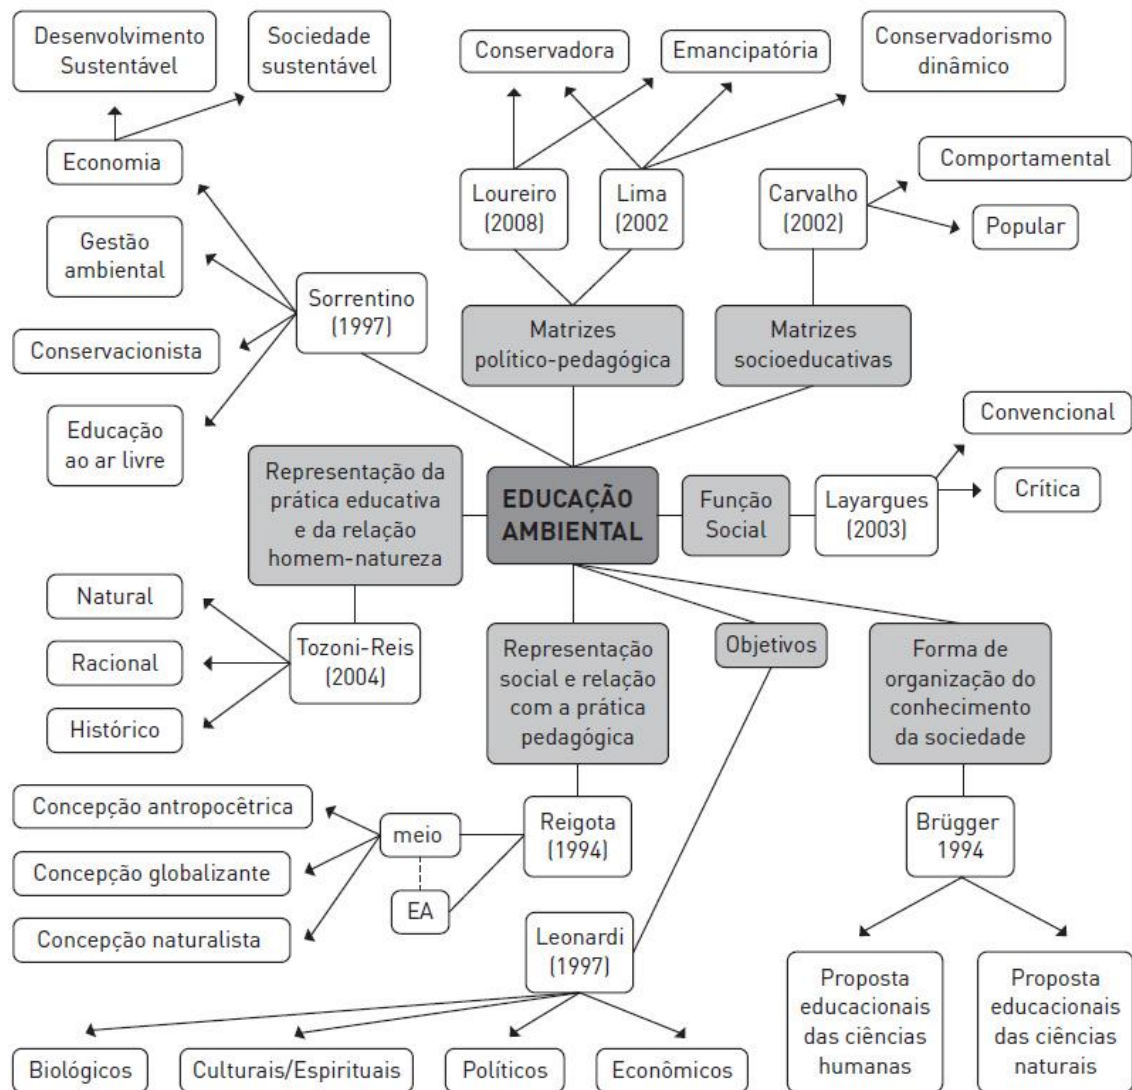 Desenvolvimento
Sustentável
Sociedade
sustentável
Conservadora
Emancipatória
Conservadorismo
dinâmico
Economia
Comportamental
Loureiro
(2008)
Lima
(2002
Carvalho
(2002)
Popular
Gestão
ambiental
Sorrentino
(1997)
Matrizes
político-pedagógica
Matrizes
socioeducativas
Conservacionista
Educação
ao ar livre
Convencional
Representação da
prática educativa
e da relação
homem-natureza
EDUCAÇÃO
AMBIENTAL
Função
Social
Layargues
(2003)
Crítica
Natural
Racional
Histórico
Tozoni-Reis
(2004)
Representação
social e relação
com a prática
pedagógica
Objetivos
Forma de
organização do
conhecimento
da sociedade
Concepção antropocêtrica
Concepção globalizante
Concepção naturalista
meio
EA
Reigota
(1994)
Brügger
1994
Leonardi
(1997)
Proposta
educacionais
das ciências
humanas
Proposta
educacionais
das ciências
naturais
Biológicos
Culturais/Espirituais
Políticos
Econômicos